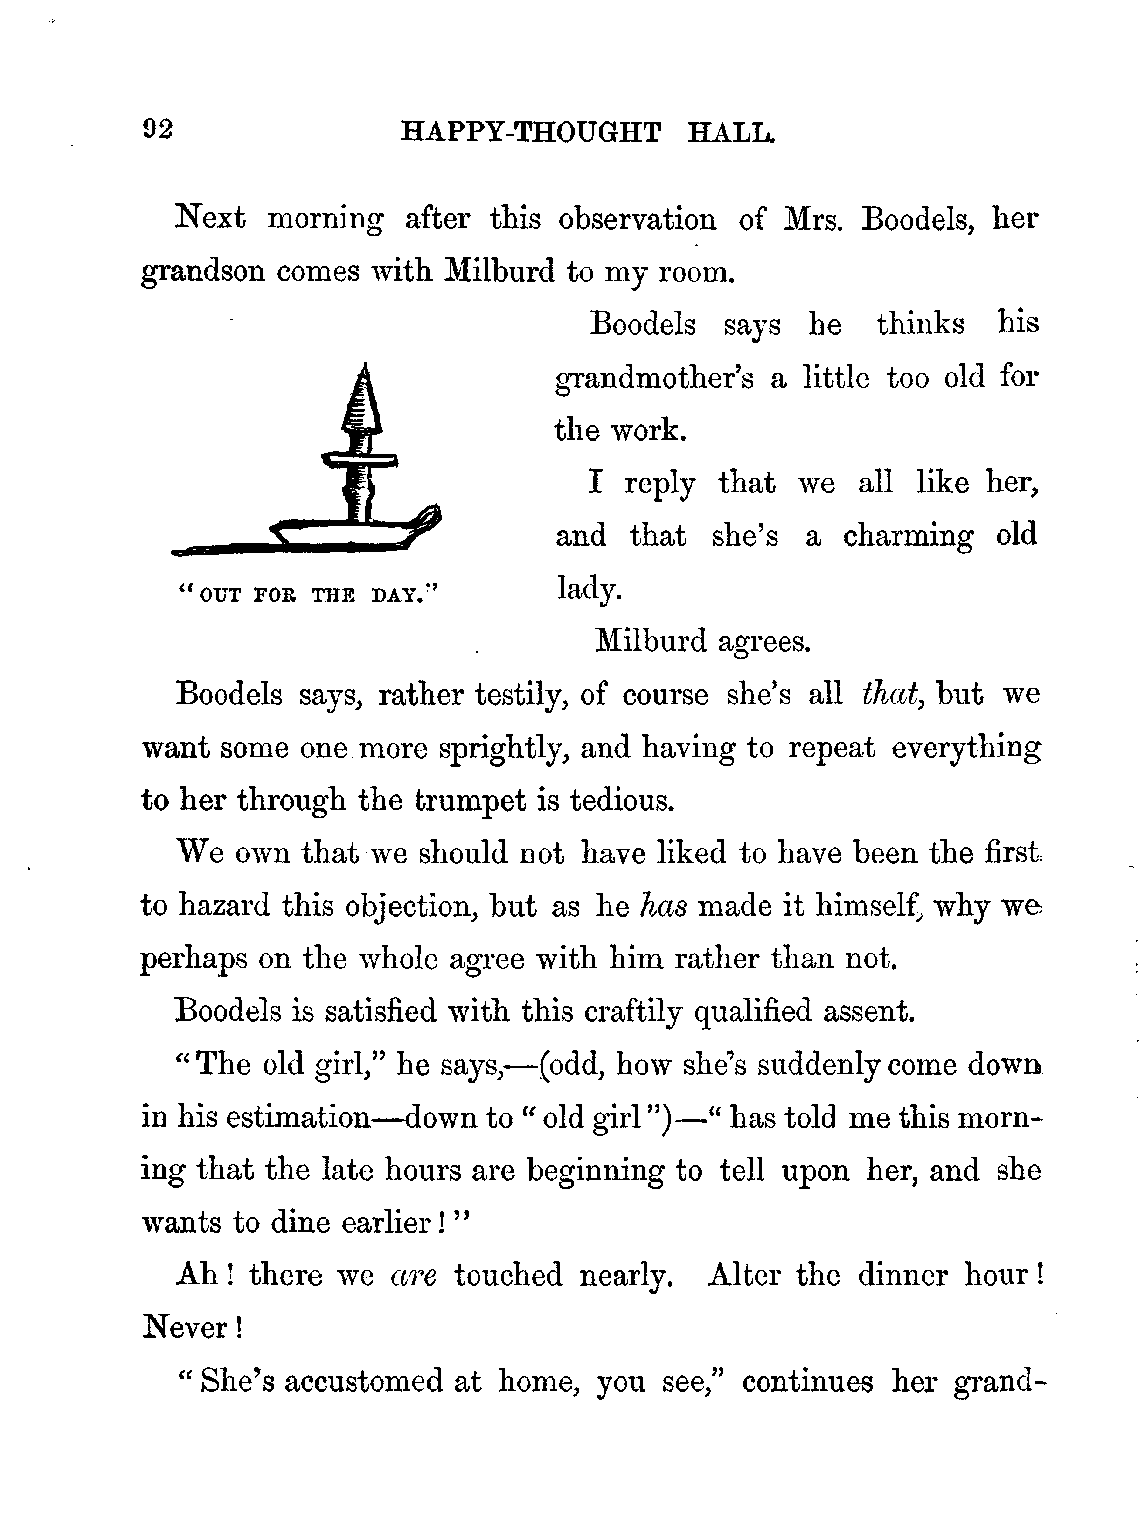 92 HAPPY-THOUGHT HALL.
Next morning after this observation of Mrs. Boodels, her
grandson comes with Milburd to my room.
Boodels says he thinks his
grandmother's a little too old for
the work.
I reply that we all like her,
and that she's a charming old
lady.
Milburd agrees.
"OUT FOR THE DAY."
Boodels says, rather testily, of course she's all that, but we
want some one more sprightly, and having to repeat everything
to her through the trumpet is tedious.
We own that we should not have liked to have been the first
to hazard this objection, but as he has made it himself, why we
perhaps on the whole agree with him rather than not.
Boodels is satisfied with this craftily qualified assent.
"The old girl," he says,—(odd, how she's suddenly come down
in his estimation—down to "old girl")—"has told me this morn-
ing that the late hours are beginning to tell upon her, and she
wants to dine earlier!"
Ah! there we are touched nearly. Alter the dinner hour!
Never!
"She's accustomed at home, you see," continues her grand-